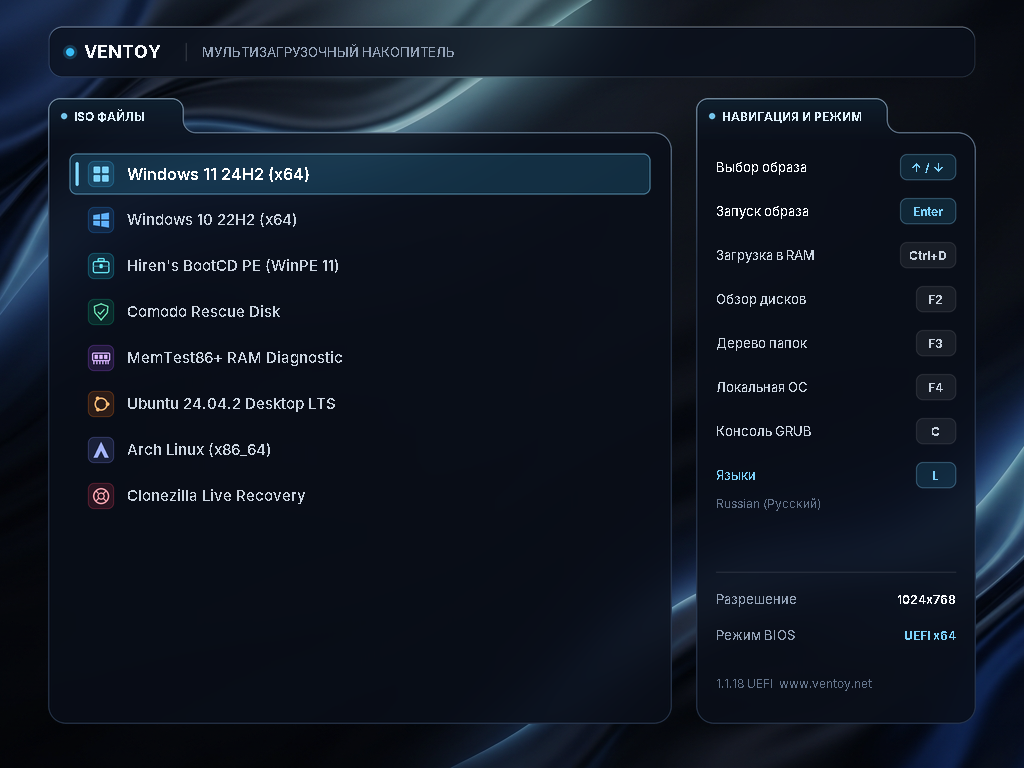 VENTOY
МУЛЬТИЗАГРУЗОЧНЫЙ НАКОПИТЕЛЬ
ISO ФАЙЛЫ
Windows 11 24H2 (x64)
Windows 10 22H2 (x64)
Hiren's BootCD PE (WinPE 11)
Comodo Rescue Disk
MemTest86+ RAM Diagnostic
Ubuntu 24.04.2 Desktop LTS
Arch Linux (x86_64)
Clonezilla Live Recovery
НАВИГАЦИЯ И РЕЖИМ
Выбор образа ↑ / ↓
Запуск образа Enter
Загрузка в RAM Ctrl+D
Обзор дисков F2
Дерево папок F3
Локальная ОС F4
Консоль GRUB C
Языки L
Russian (Русский)
Разрешение 1024x768
Режим BIOS UEFI x64
1.1.18 UEFI www.ventoy.net